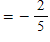 = - 2/5